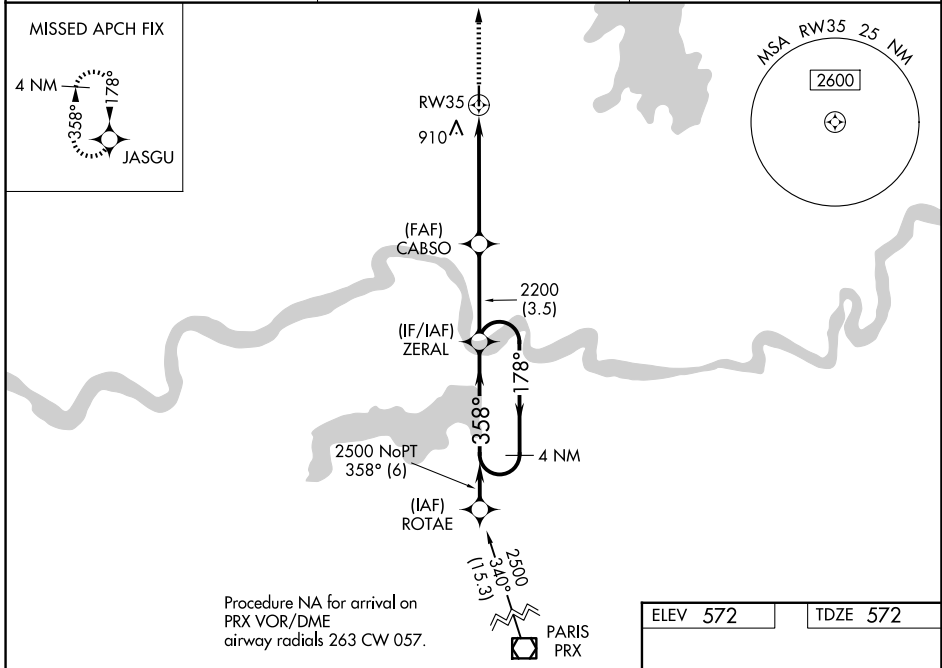 MISSED APCH FIX
4 NM
178°
358°
JASGU
MSA RW35 25 NM
2600
RW35
910
(FAF)
CABSO
2200
(3.5)
(IF/IAF)
ZERAL
178°
358°
4 NM
2500 NoPT
358° (6)
(IAF)
ROTAE
2500
340°
(15.3)
PARIS
PRX
Procedure NA for arrival on
PRX VOR/DME
airway radials 263 CW 057.
ELEV 572
TDZE 572